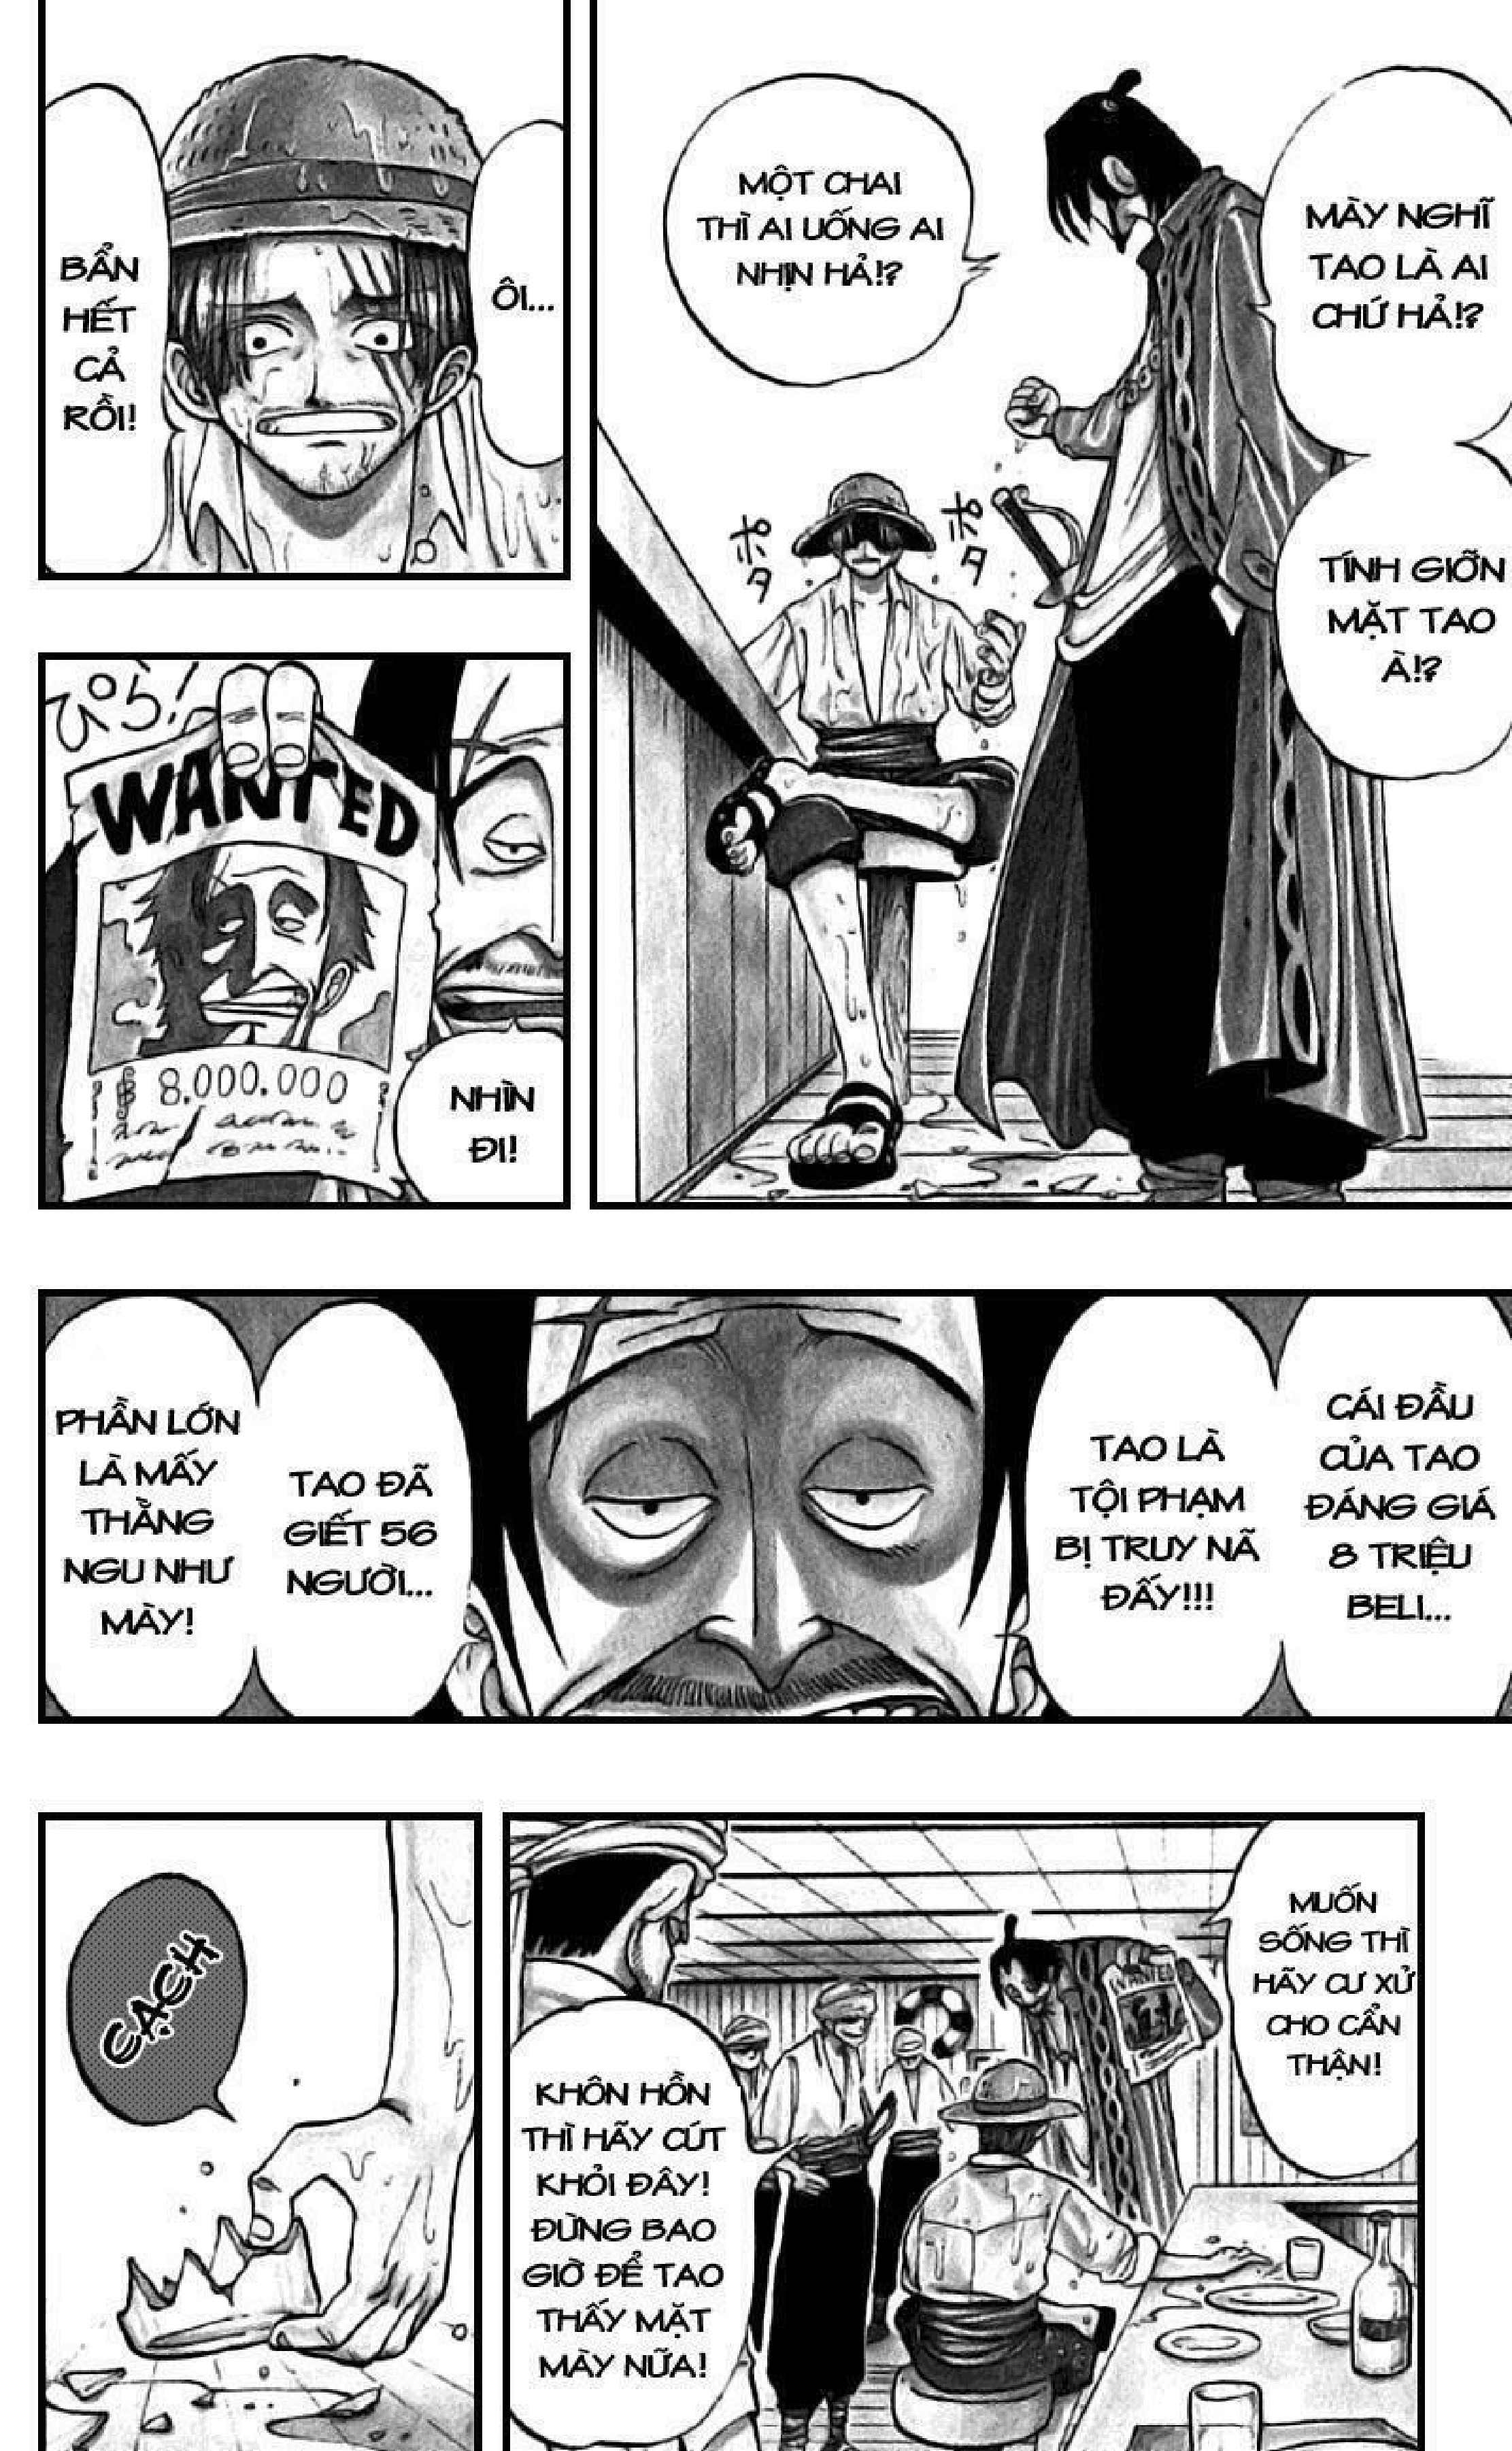 MÀY NGHĨ
TAO LÀ AI
CHỨ HẢ!?
TÍNH GIỠN
MẶT TAO
À!?
MỘT CHAI
THÌ AI UỐNG AI
NHỊN HẢ!?
ポタ
ポタ
ÔI...
BẨN
HẾT
CẢ
RỒI!
ぴら!
WANTED
8.000.000
NHÌN
ĐI!
CÁI ĐẦU
CỦA TAO
ĐÁNG GIÁ
8 TRIỆU
BELI...
TAO LÀ
TỘI PHẠM
BỊ TRUY NÃ
ĐẤY!!!
TAO ĐÃ
GIẾT 56
NGƯỜI...
PHẦN LỚN
LÀ MẤY
THẰNG
NGU NHƯ
MÀY!
MUỐN
SỐNG THÌ
HÃY CƯ XỬ
CHO CẨN
THẬN!
WANTED
KHÔN HỒN
THÌ HÃY CÚT
KHỎI ĐÂY!
ĐỪNG BAO
GIỜ ĐỂ TAO
THẤY MẶT
MÀY NỮA!
CẠCH